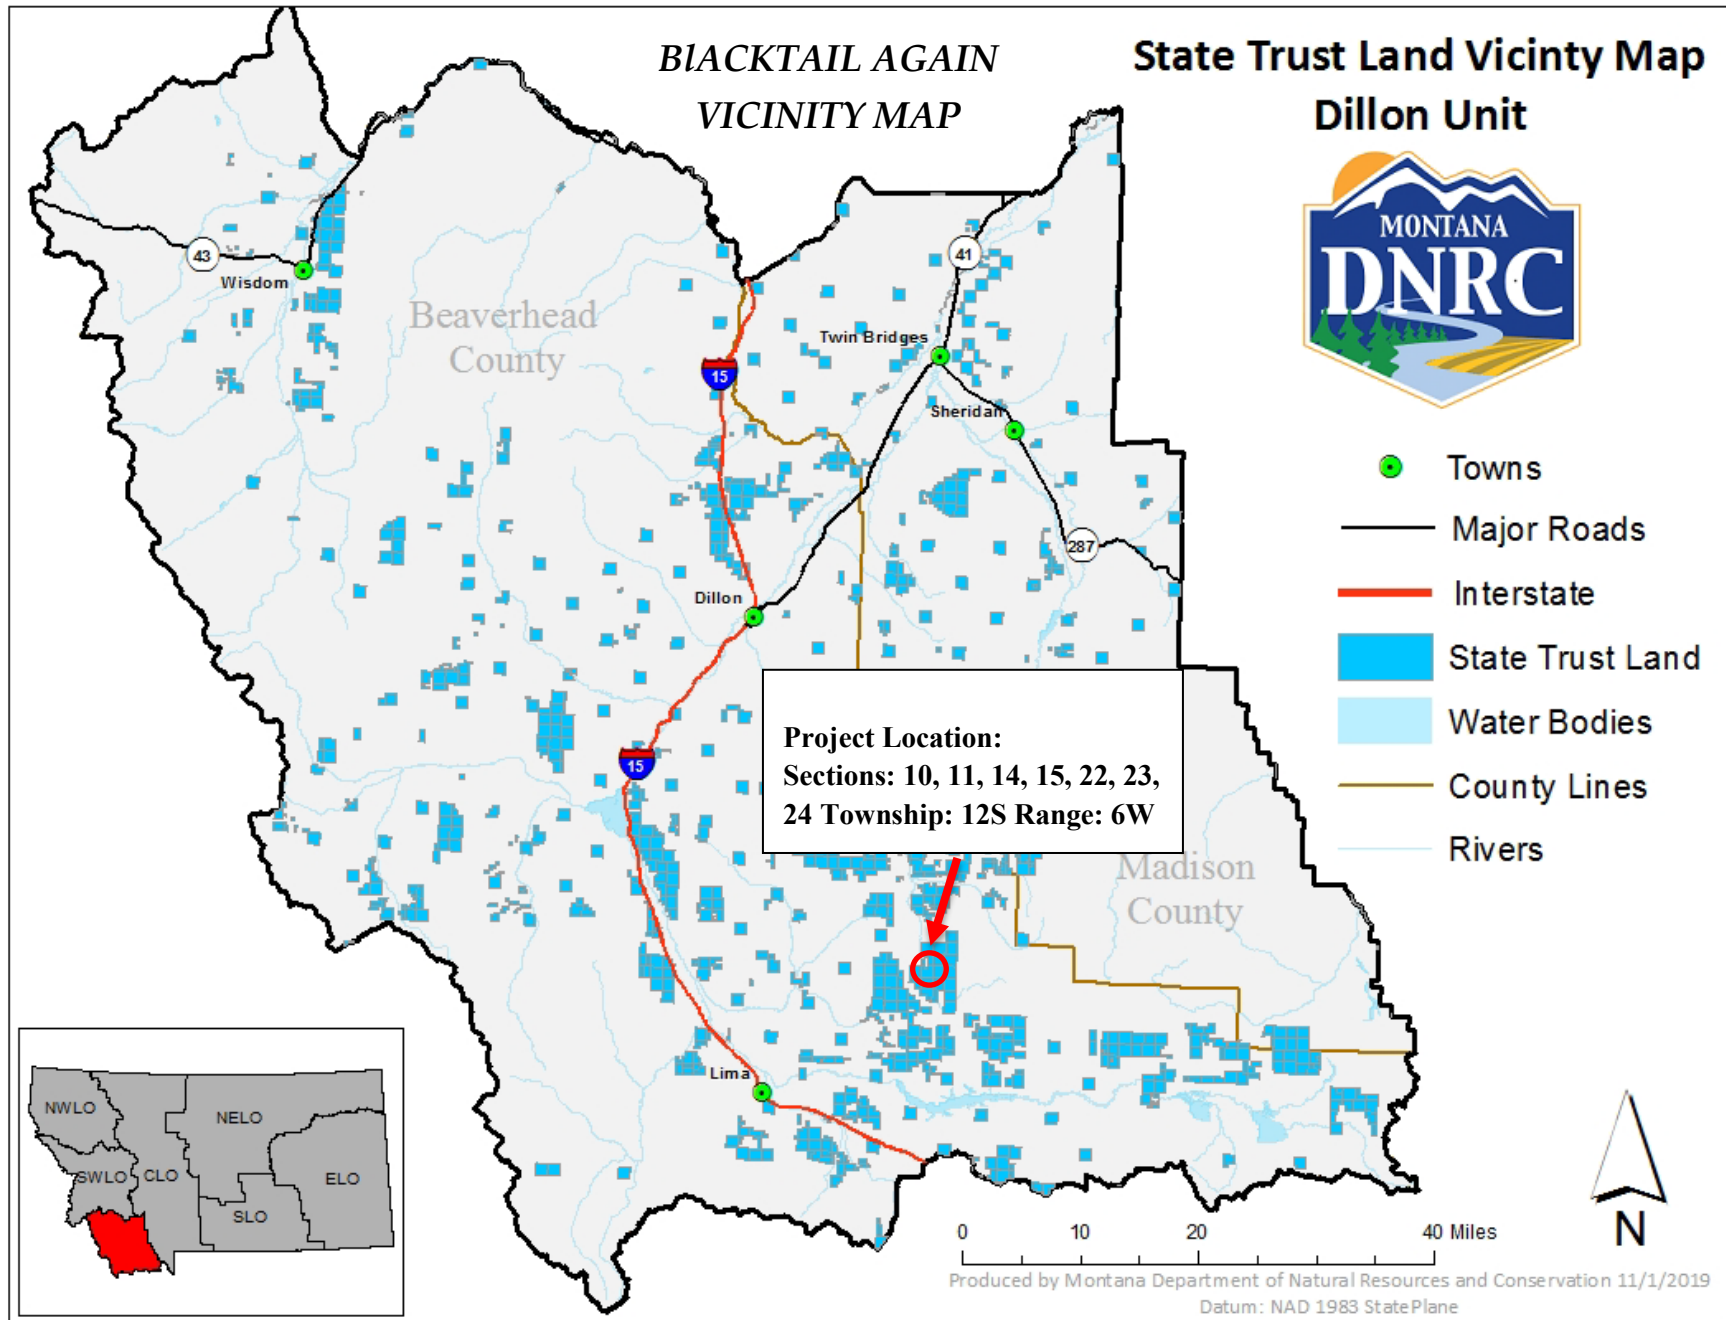 BlACKTAIL AGAIN
VICINITY MAP
State Trust Land Vicinty Map
Dillon Unit
MONTANA
DNRC
Towns
Major Roads
Interstate
State Trust Land
Water Bodies
County Lines
Rivers
43
Wisdom
Beaverhead
County
15
41
Twin Bridges
Sheridan
287
Dillon
15
Project Location:
Sections: 10, 11, 14, 15, 22, 23,
24 Township: 12S Range: 6W
Madison
County
Lima
NWLO
SWLO
CLO
NELO
SLO
ELO
0 10 20 40 Miles
N
Produced by Montana Department of Natural Resources and Conservation 11/1/2019
Datum: NAD 1983 StatePlane